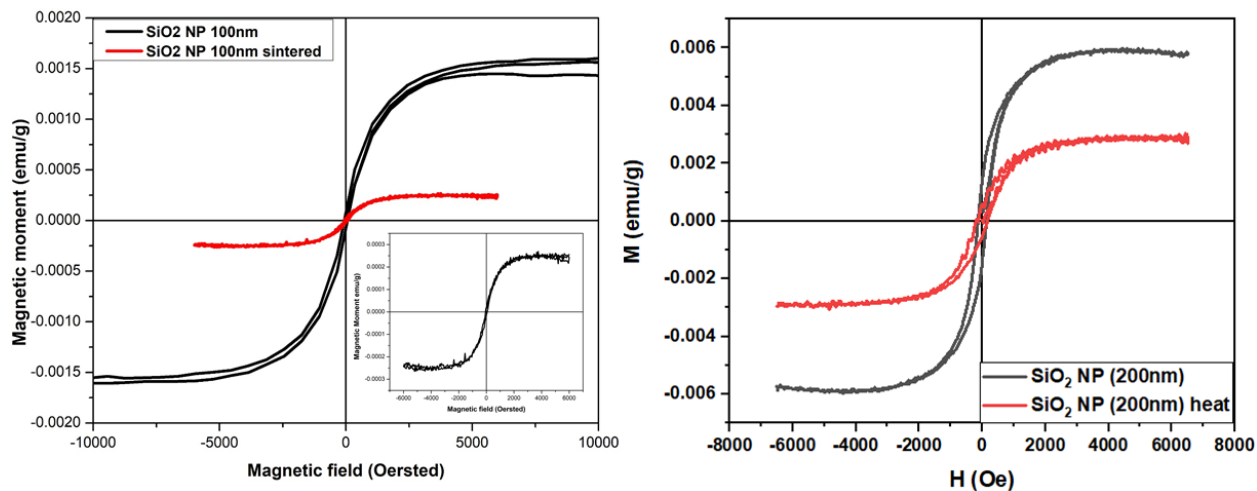 SiO2 NP 100nm
SiO2 NP 100nm sintered
Magnetic moment (emu/g)
0.0020
0.0015
0.0010
0.0005
0.0000
-0.0005
-0.0010
-0.0015
-0.0020
-10000 -5000 0 5000 10000
Magnetic field (Oersted)
Magnetic Moment emu/g)
0.0003
0.0002
0.0001
0.0000
-0.0001
-0.0002
-0.0003
-6000 -4000 -2000 0 2000 4000 6000
Magnetic field (Oersted)
M (emu/g)
0.006
0.004
0.002
0.000
-0.002
-0.004
-0.006
SiO₂ NP (200nm)
SiO₂ NP (200nm) heat
-8000 -6000 -4000 -2000 0 2000 4000 6000 8000
H (Oe)